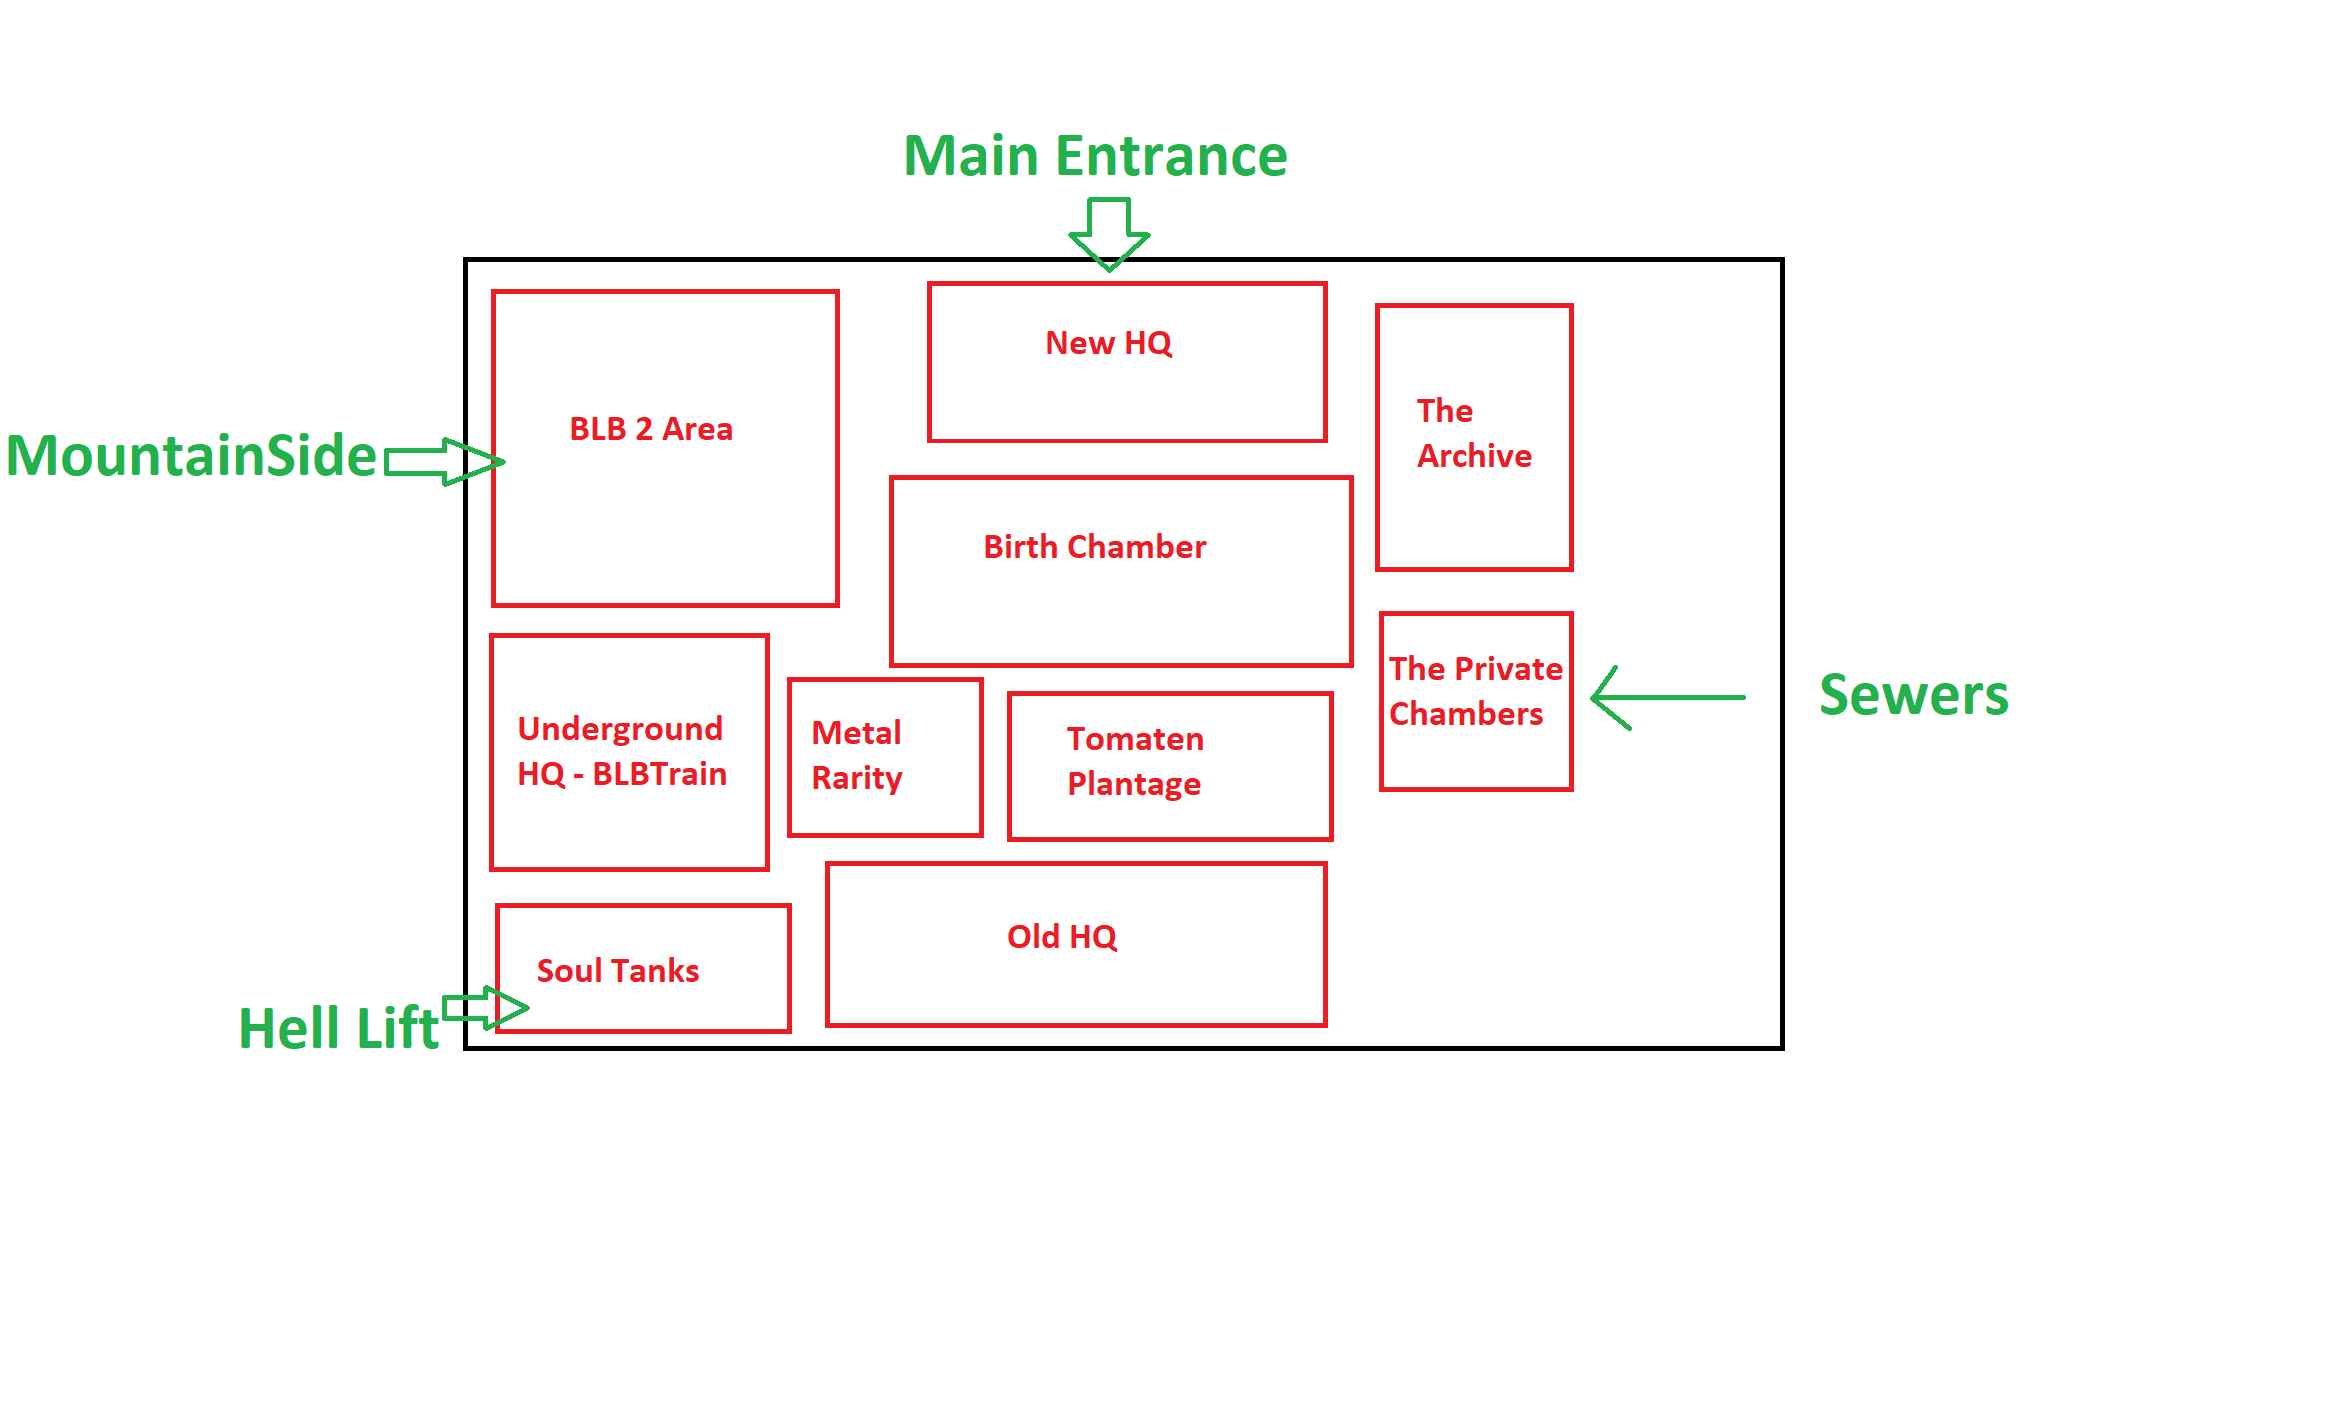 Main Entrance
New HQ
The
Archive
BLB 2 Area
MountainSide
Birth Chamber
The Private
Chambers
Sewers
Underground
HQ - BLBTrain
Metal
Rarity
Tomaten
Plantage
Old HQ
Soul Tanks
Hell Lift